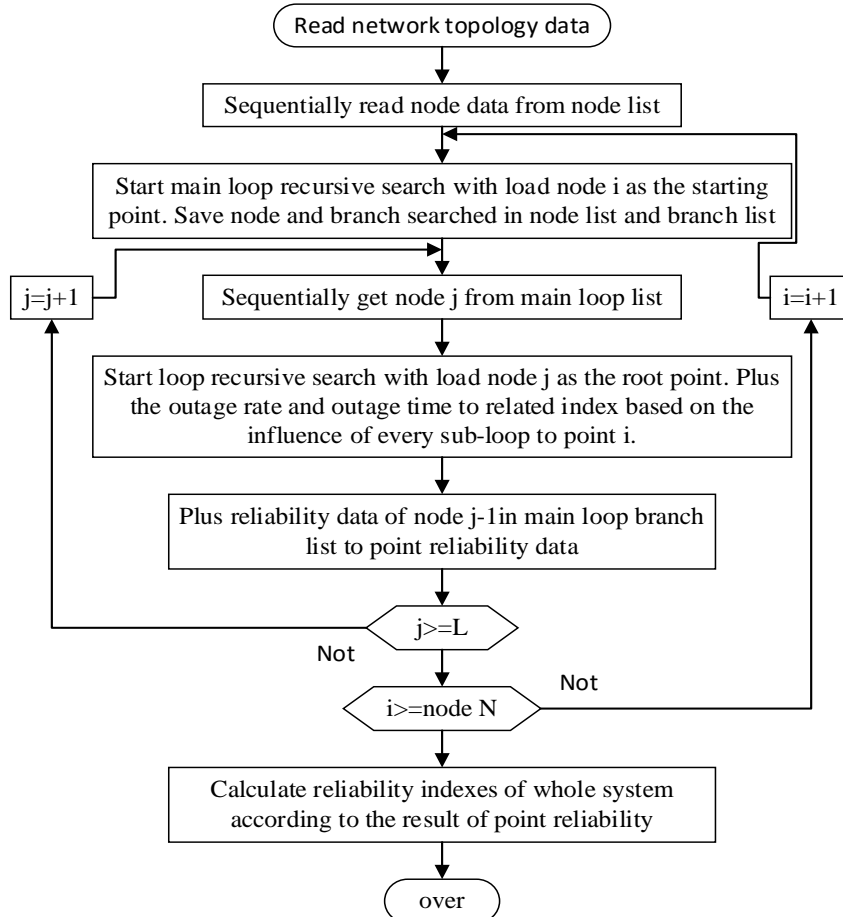 Read network topology data
Sequentially read node data from node list
Start main loop recursive search with load node i as the starting
point. Save node and branch searched in node list and branch list
j=j+1
Sequentially get node j from main loop list
i=i+1
Start loop recursive search with load node j as the root point. Plus
the outage rate and outage time to related index based on the
influence of every sub-loop to point i.
Plus reliability data of node j-1in main loop branch
list to point reliability data
j>=L
Not
i>=node N
Not
Calculate reliability indexes of whole system
according to the result of point reliability
over